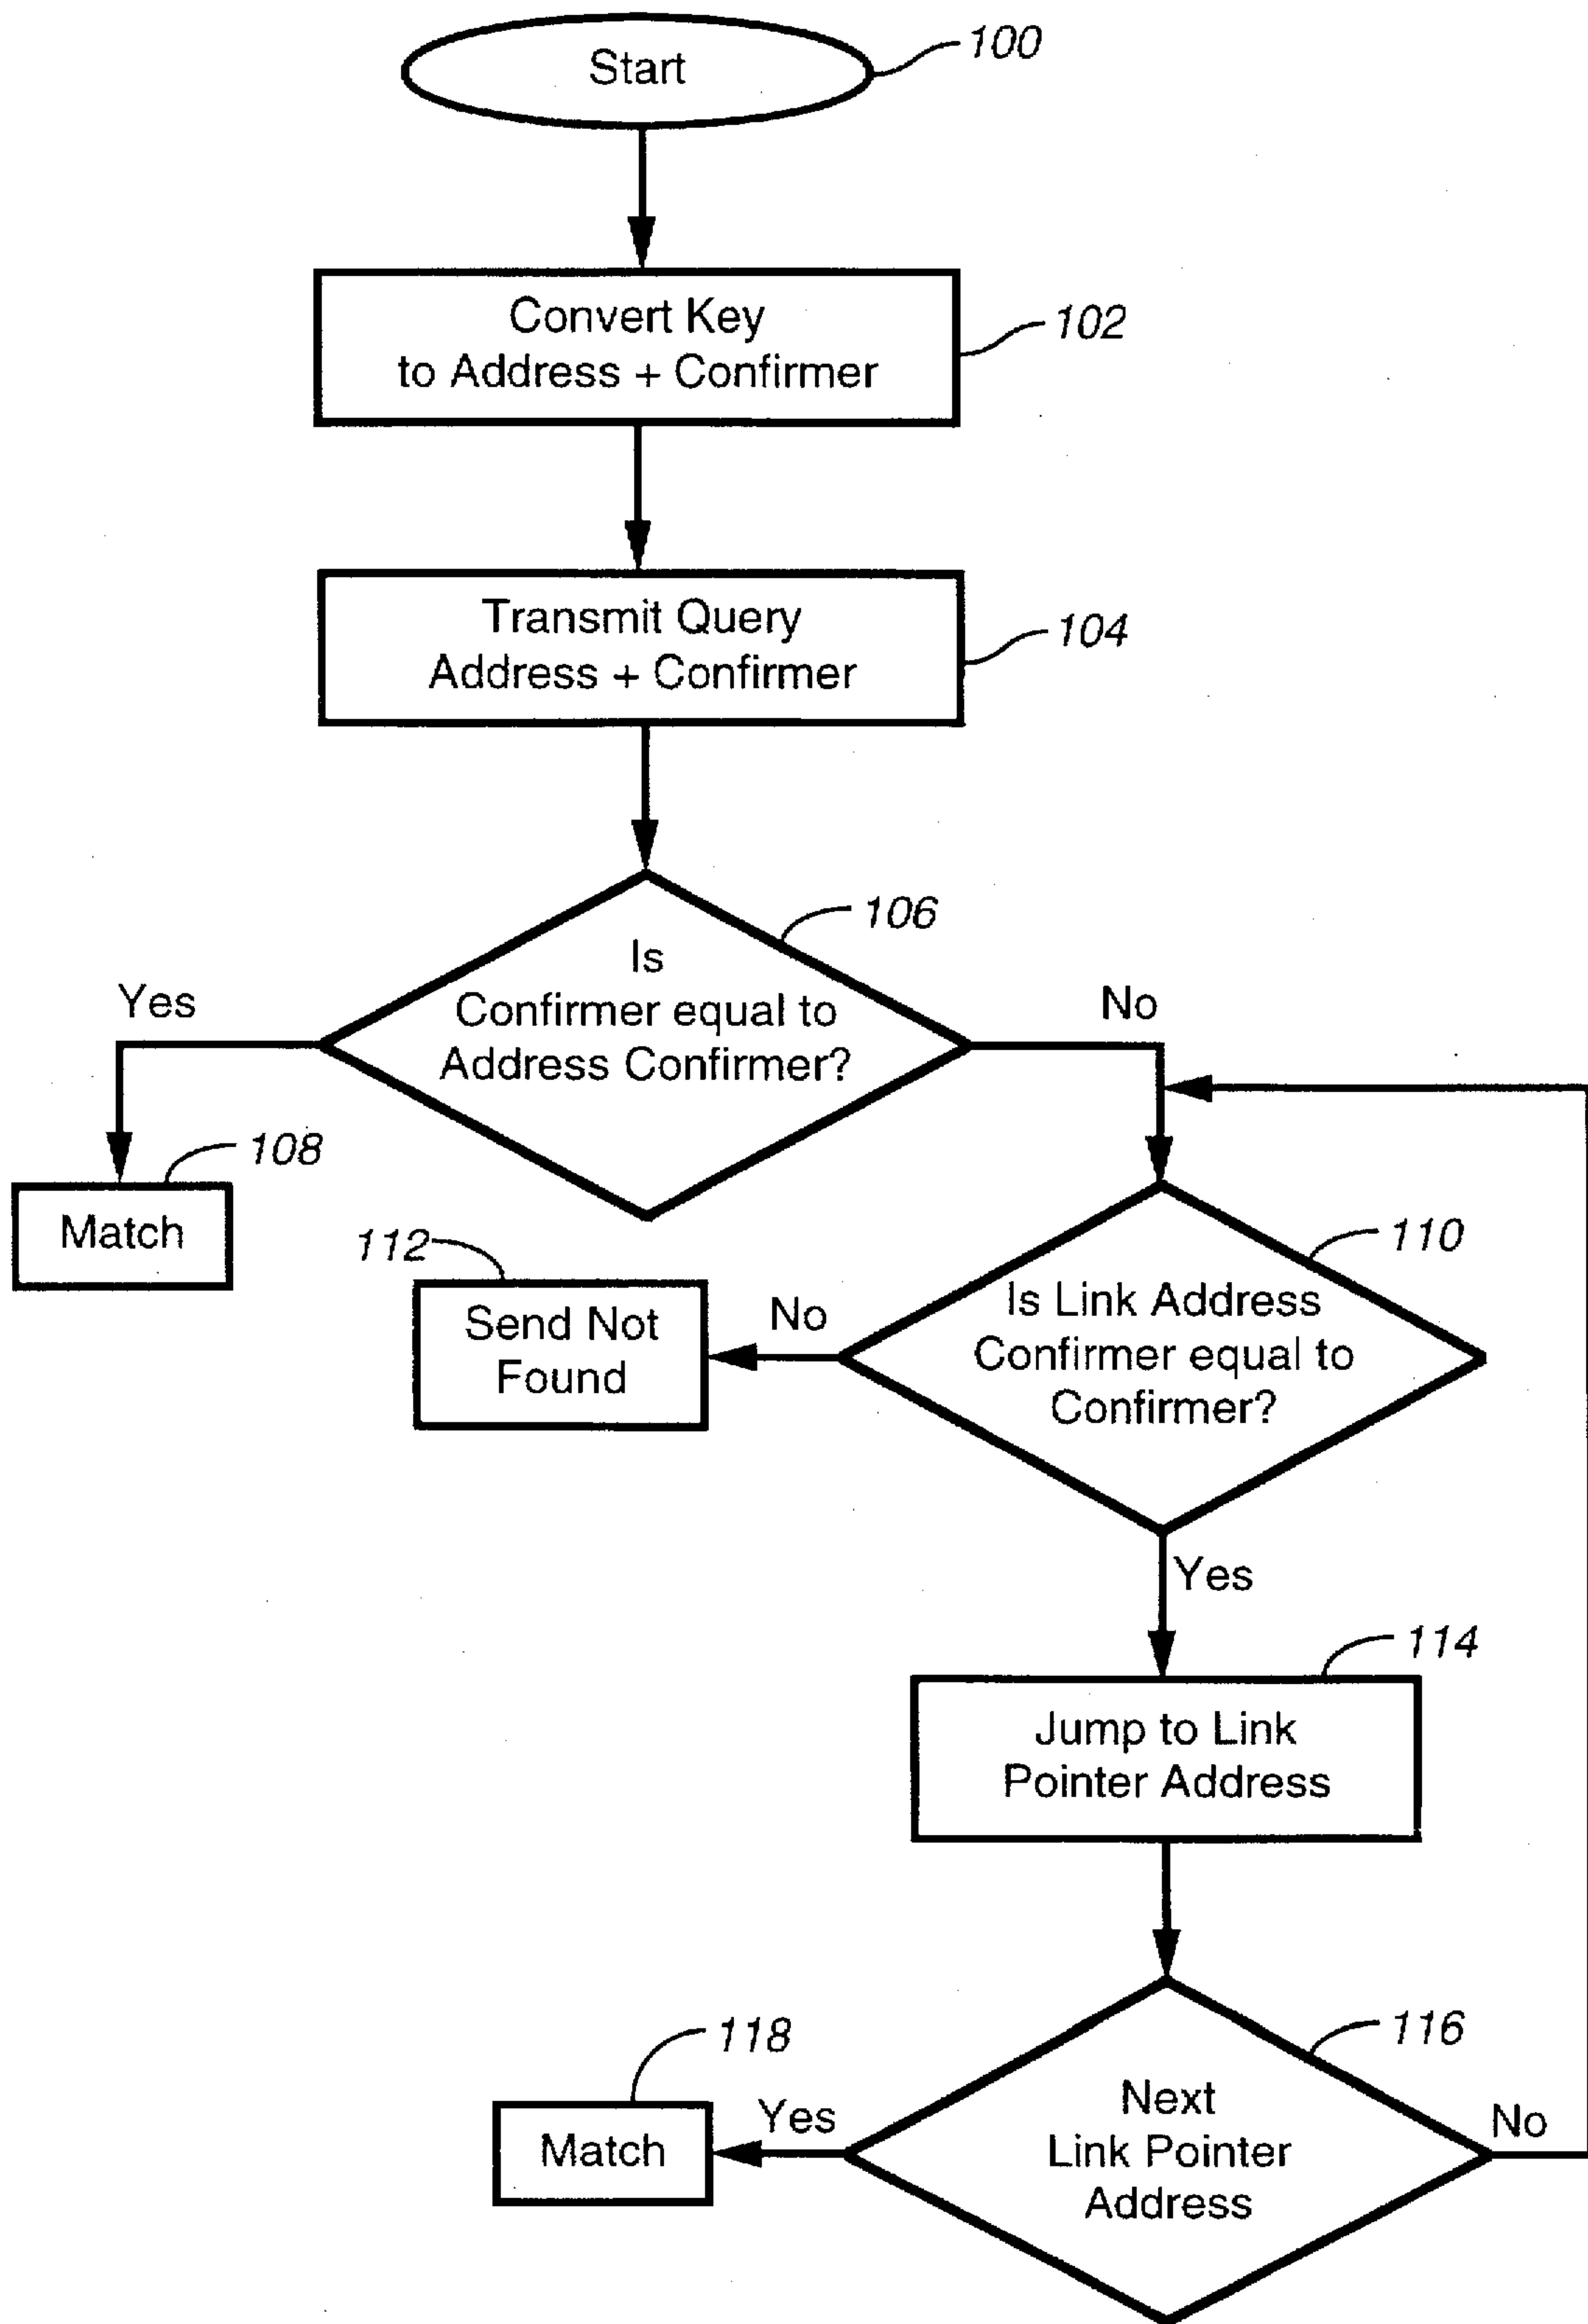 Start
100
Convert Key
to Address + Confirmer
102
Transmit Query
Address + Confirmer
104
106
Is
Confirmer equal to
Address Confirmer?
Yes
No
108
Match
112
Send Not
Found
No
110
Is Link Address
Confirmer equal to
Confirmer?
Yes
114
Jump to Link
Pointer Address
116
118
Match
Yes
Next
Link Pointer
Address
No